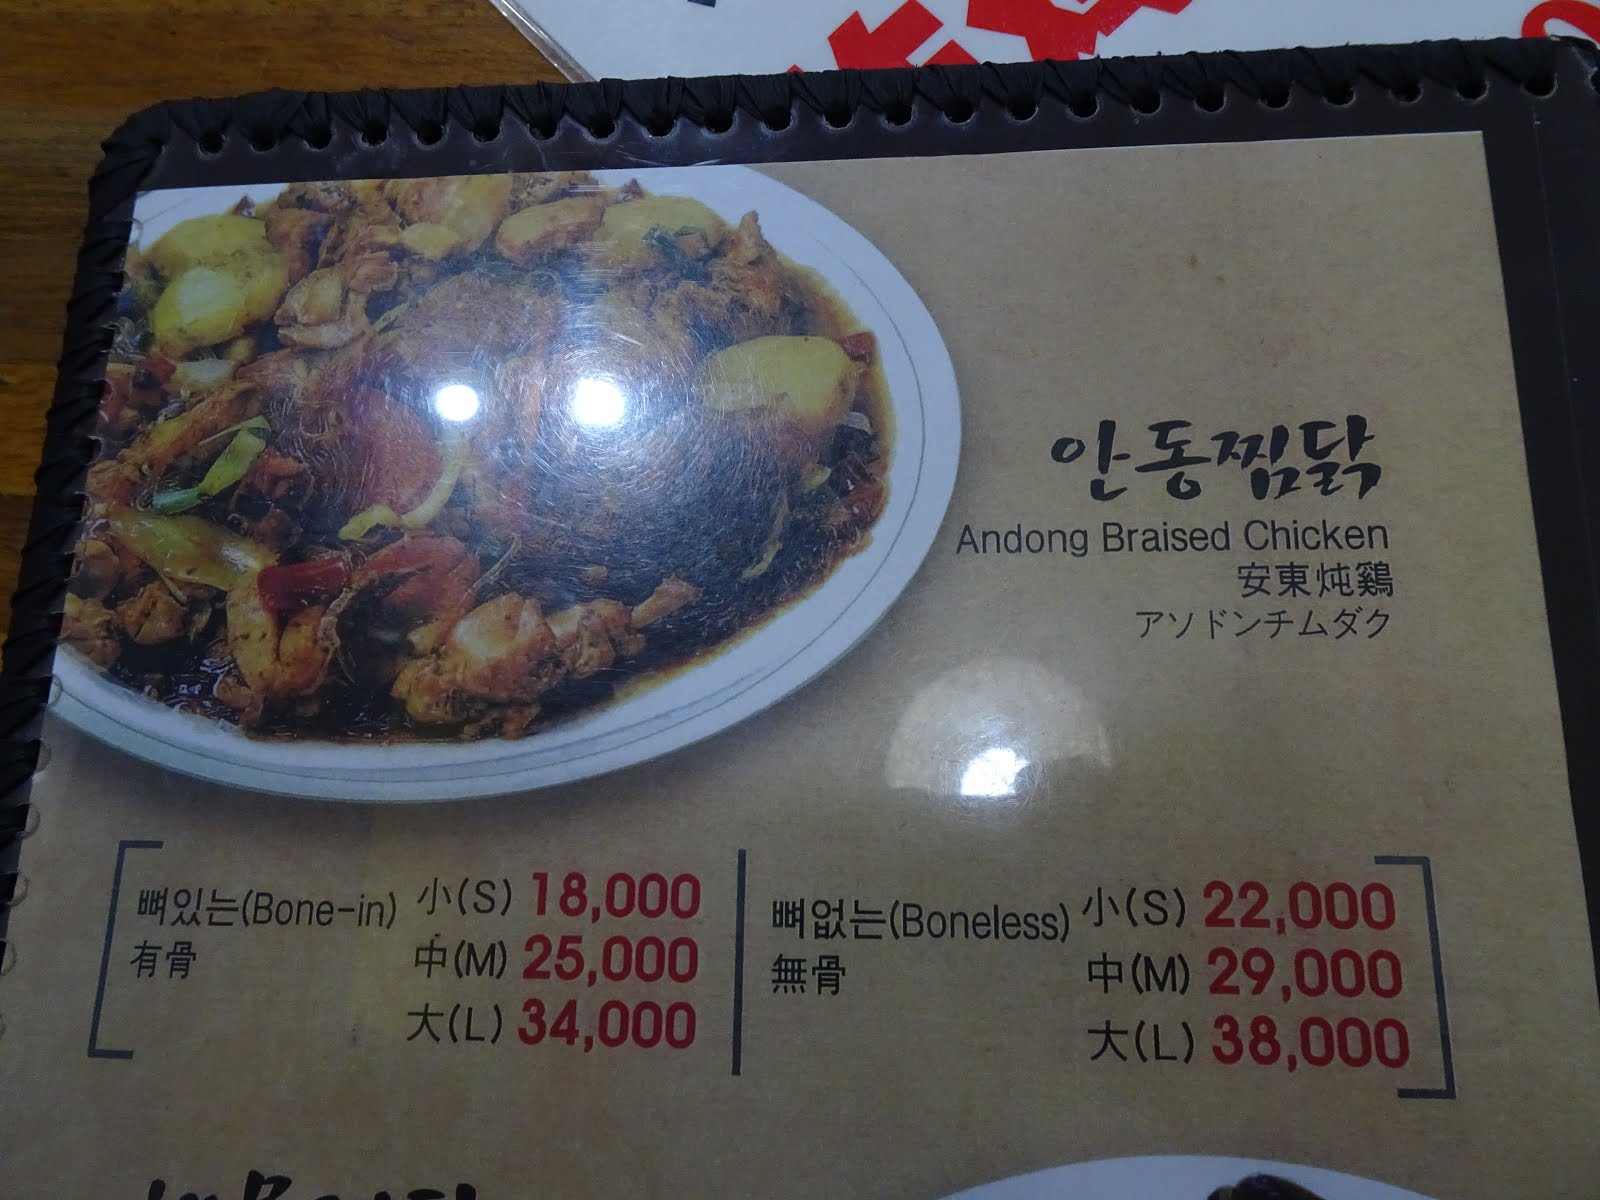 안동찜닭
Andong Braised Chicken
安東炖鷄
アソドンチムダク
뼈있는(Bone-in) 小(S) 18,000
有骨 中(M) 25,000
大(L) 34,000
뼈없는(Boneless) 小(S) 22,000
無骨 中(M) 29,000
大(L) 38,000